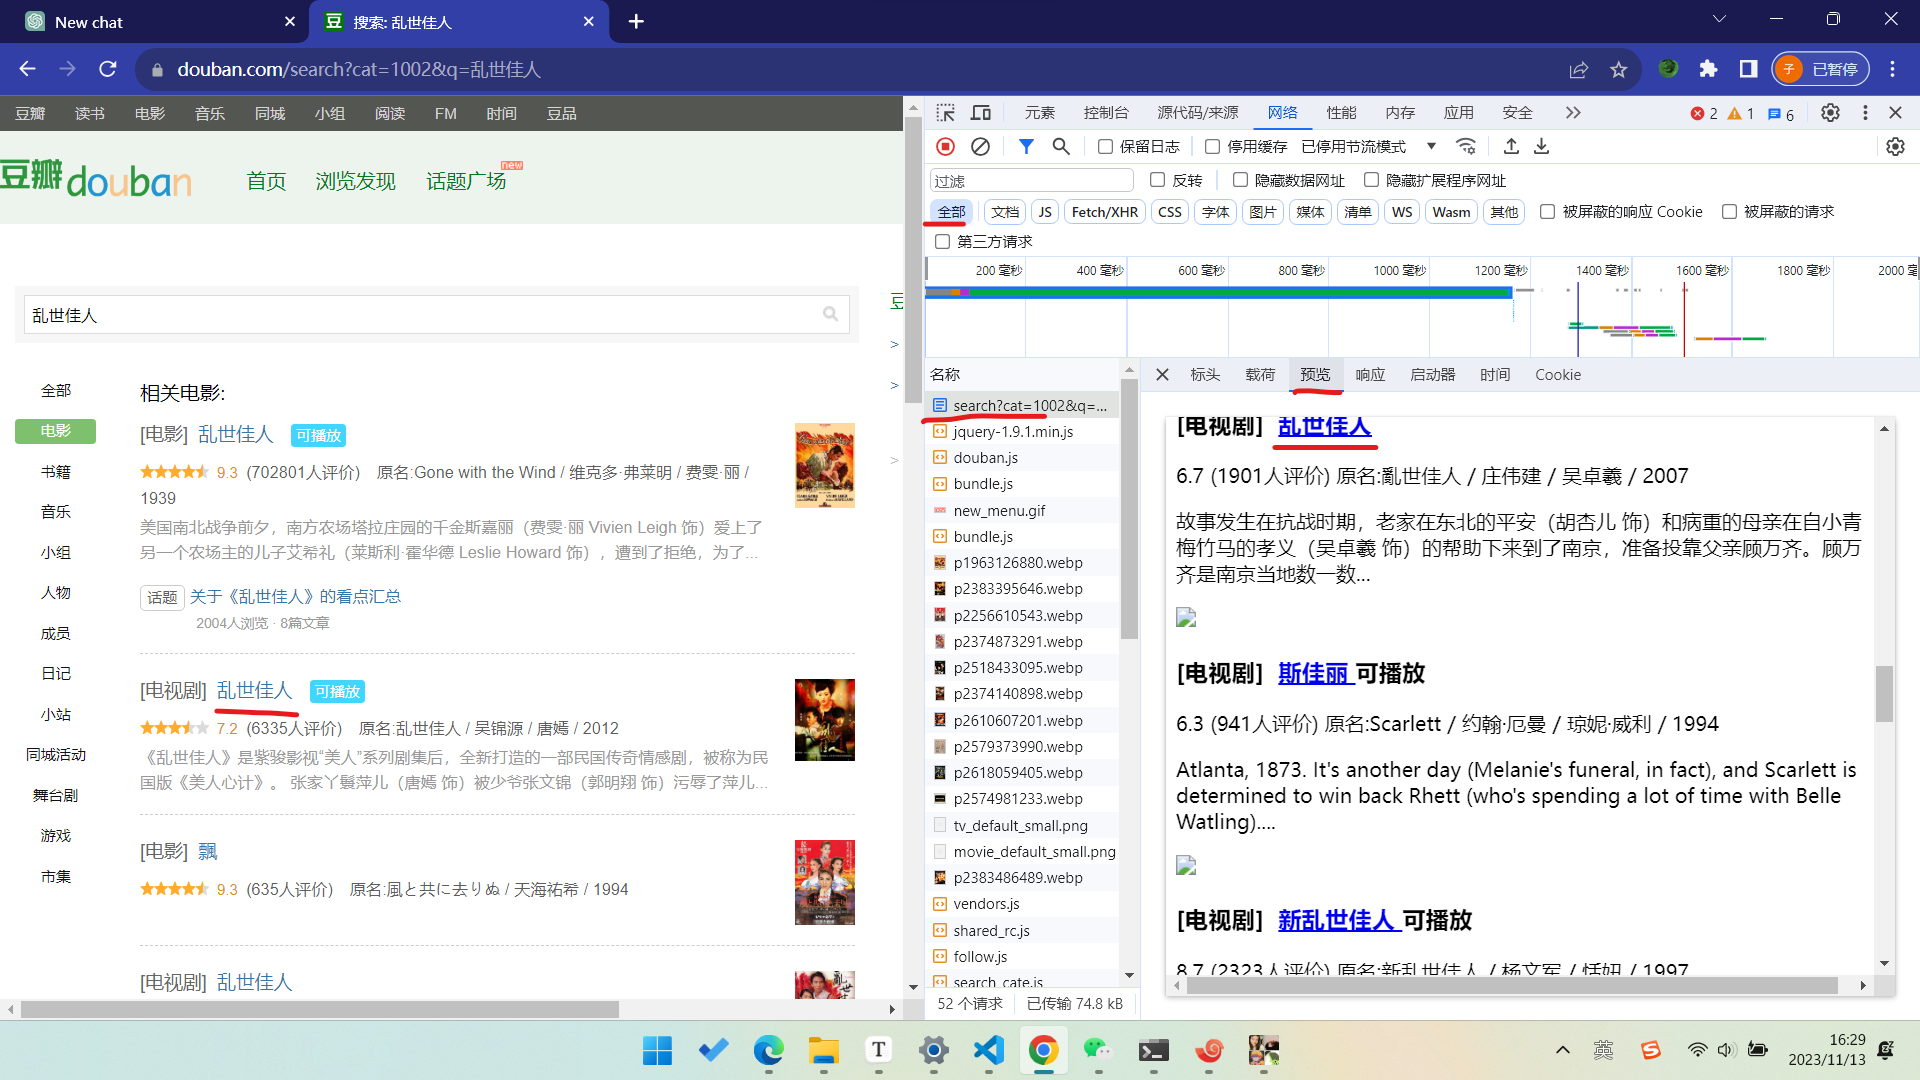 New chat
搜索: 乱世佳人
douban.com/search?cat=1002&q=乱世佳人
子 已暂停
豆瓣 读书 电影 音乐 同城 小组 阅读 FM 时间 豆品
豆瓣douban
首页 浏览发现 话题广场 new
乱世佳人
豆
>
>
>
全部
电影
书籍
音乐
小组
人物
成员
日记
小站
同城活动
舞台剧
游戏
市集
相关电影:
[电影] 乱世佳人 可播放
9.3 (702801人评价) 原名:Gone with the Wind / 维克多·弗莱明 / 费雯·丽 /
1939
美国南北战争前夕，南方农场塔拉庄园的千金斯嘉丽（费雯·丽 Vivien Leigh 饰）爱上了
另一个农场主的儿子艾希礼（莱斯利·霍华德 Leslie Howard 饰），遭到了拒绝，为了...
话题 关于《乱世佳人》的看点汇总
2004人浏览 · 8篇文章
[电视剧] 乱世佳人 可播放
7.2 (6335人评价) 原名:乱世佳人 / 吴锦源 / 唐嫣 / 2012
《乱世佳人》是紫骏影视“美人”系列剧集后，全新打造的一部民国传奇情感剧，被称为民
国版《美人心计》。 张家丫鬟萍儿（唐嫣 饰）被少爷张文锦（郭明翔 饰）污辱了萍儿...
[电影] 飘
9.3 (635人评价) 原名:風と共に去りぬ / 天海祐希 / 1994
[电视剧] 乱世佳人
元素 控制台 源代码/来源 网络 性能 内存 应用 安全 2 1 6
保留日志 停用缓存 已停用节流模式
过滤 反转 隐藏数据网址 隐藏扩展程序网址
全部 文档 JS Fetch/XHR CSS 字体 图片 媒体 清单 WS Wasm 其他 被屏蔽的响应 Cookie 被屏蔽的请求
第三方请求
200 毫秒 400 毫秒 600 毫秒 800 毫秒 1000 毫秒 1200 毫秒 1400 毫秒 1600 毫秒 1800 毫秒 2000 毫
名称
search?cat=1002&q=...
jquery-1.9.1.min.js
douban.js
bundle.js
new_menu.gif
bundle.js
p1963126880.webp
p2383395646.webp
p2256610543.webp
p2374873291.webp
p2518433095.webp
p2374140898.webp
p2610607201.webp
p2579373990.webp
p2618059405.webp
p2574981233.webp
tv_default_small.png
movie_default_small.png
p2383486489.webp
vendors.js
shared_rc.js
follow.js
search_cate.js
52 个请求 已传输 74.8 kB
标头 载荷 预览 响应 启动器 时间 Cookie
[电视剧] 乱世佳人
6.7 (1901人评价) 原名:亂世佳人 / 庄伟建 / 吴卓羲 / 2007
故事发生在抗战时期，老家在东北的平安（胡杏儿 饰）和病重的母亲在自小青
梅竹马的孝义（吴卓羲 饰）的帮助下来到了南京，准备投靠父亲顾万齐。顾万
齐是南京当地数一数...
[电视剧] 斯佳丽 可播放
6.3 (941人评价) 原名:Scarlett / 约翰·厄曼 / 琼妮·威利 / 1994
Atlanta, 1873. It's another day (Melanie's funeral, in fact), and Scarlett is
determined to win back Rhett (who's spending a lot of time with Belle
Watling)....
[电视剧] 新乱世佳人 可播放
8.7 (2323人评价) 原名:新乱世佳人 / 杨文军 / 恬妞 / 1997
T
英
16:29
2023/11/13